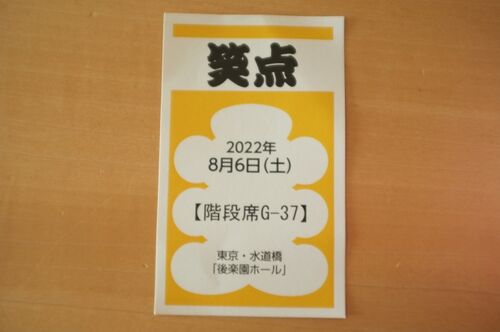 笑点
2022年
8月6日(土)
【階段席G-37】
東京・水道橋
「後楽園ホール」